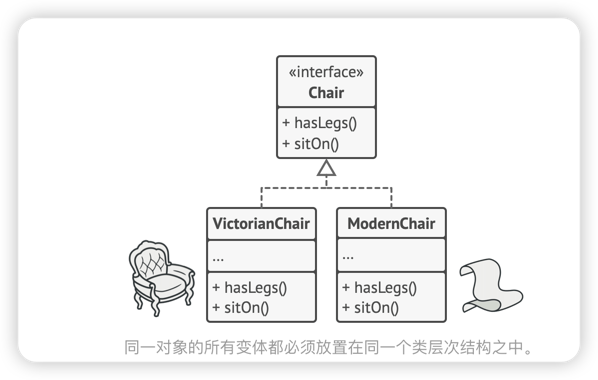 «interface»
Chair
+ hasLegs()
+ sitOn()
VictorianChair
...
+ hasLegs()
+ sitOn()
ModernChair
...
+ hasLegs()
+ sitOn()
同一对象的所有变体都必须放置在同一个类层次结构之中。